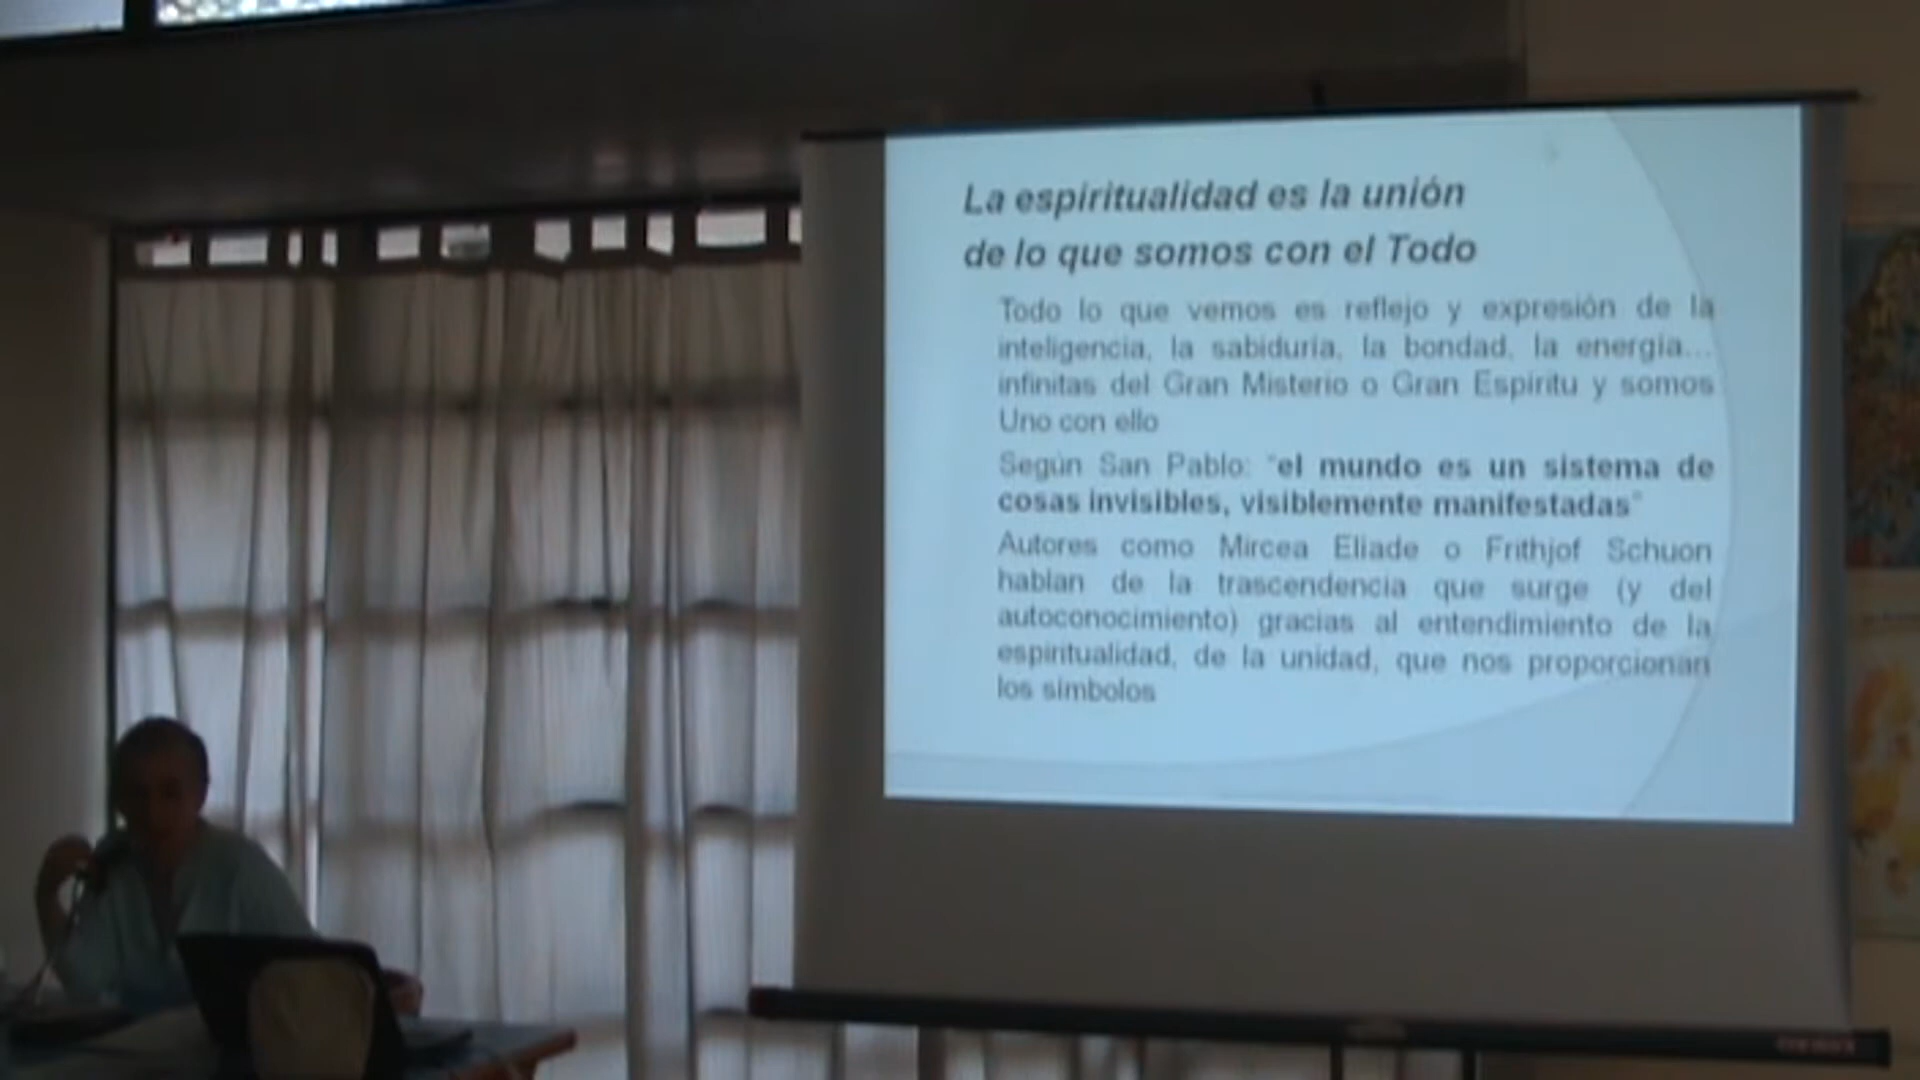 La espiritualidad es la unión
de lo que somos con el Todo
Todo lo que vemos es reflejo y expresión de la
inteligencia, la sabiduría, la bondad, la energía...
infinitas del Gran Misterio o Gran Espíritu y somos
Uno con ello
Según San Pablo: "el mundo es un sistema de
cosas invisibles, visiblemente manifestadas"
Autores como Mircea Eliade o Frithjof Schuon
hablan de la trascendencia que surge (y del
autoconocimiento) gracias al entendimiento de la
espiritualidad, de la unidad, que nos proporcionan
los símbolos